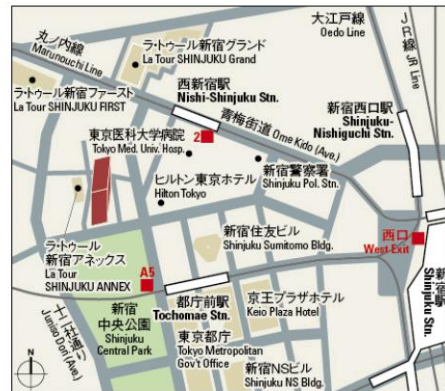 丸ノ内線
Marunouchi Line
ラ・トゥール新宿グランド
La Tour SHINJUKU Grand
大江戸線
Oedo Line
JR線 JR Line
ラ・トゥール新宿ファースト
La Tour SHINJUKU FIRST
西新宿駅
Nishi-Shinjuku Stn.
新宿西口駅
Shinjuku-
Nishiguchi Stn.
青梅街道 Ome Kido (Ave.)
東京医科大学病院
Tokyo Med. Univ. Hosp.
2
ヒルトン東京ホテル
Hilton Tokyo
新宿警察署
Shinjuku Pol. Stn.
新宿住友ビル
Shinjuku Sumitomo Bldg.
西口
West Exit
ラ・トゥール
新宿アネックス
La Tour
SHINJUKU ANNEX
A5
新宿駅
Shinjuku Stn.
十二社通り
Juniso Dori (Ave.)
新宿
中央公園
Shinjuku
Central Park
都庁前駅
Tochomae Stn.
京王プラザホテル
Keio Plaza Hotel
東京都庁
Tokyo Metropolitan
Gov't Office
新宿NSビル
Shinjuku NS Bldg.
N